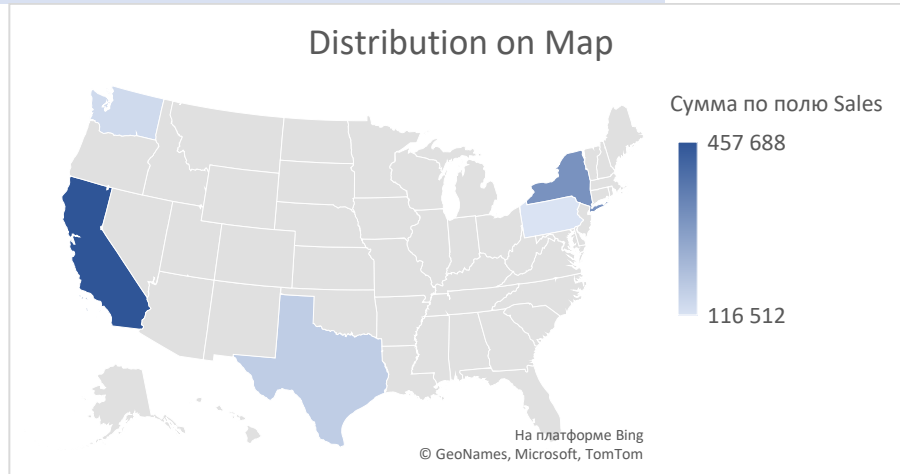 Distribution on Map
Сумма по полю Sales
457 688
116 512
На платформе Bing
© GeoNames, Microsoft, TomTom